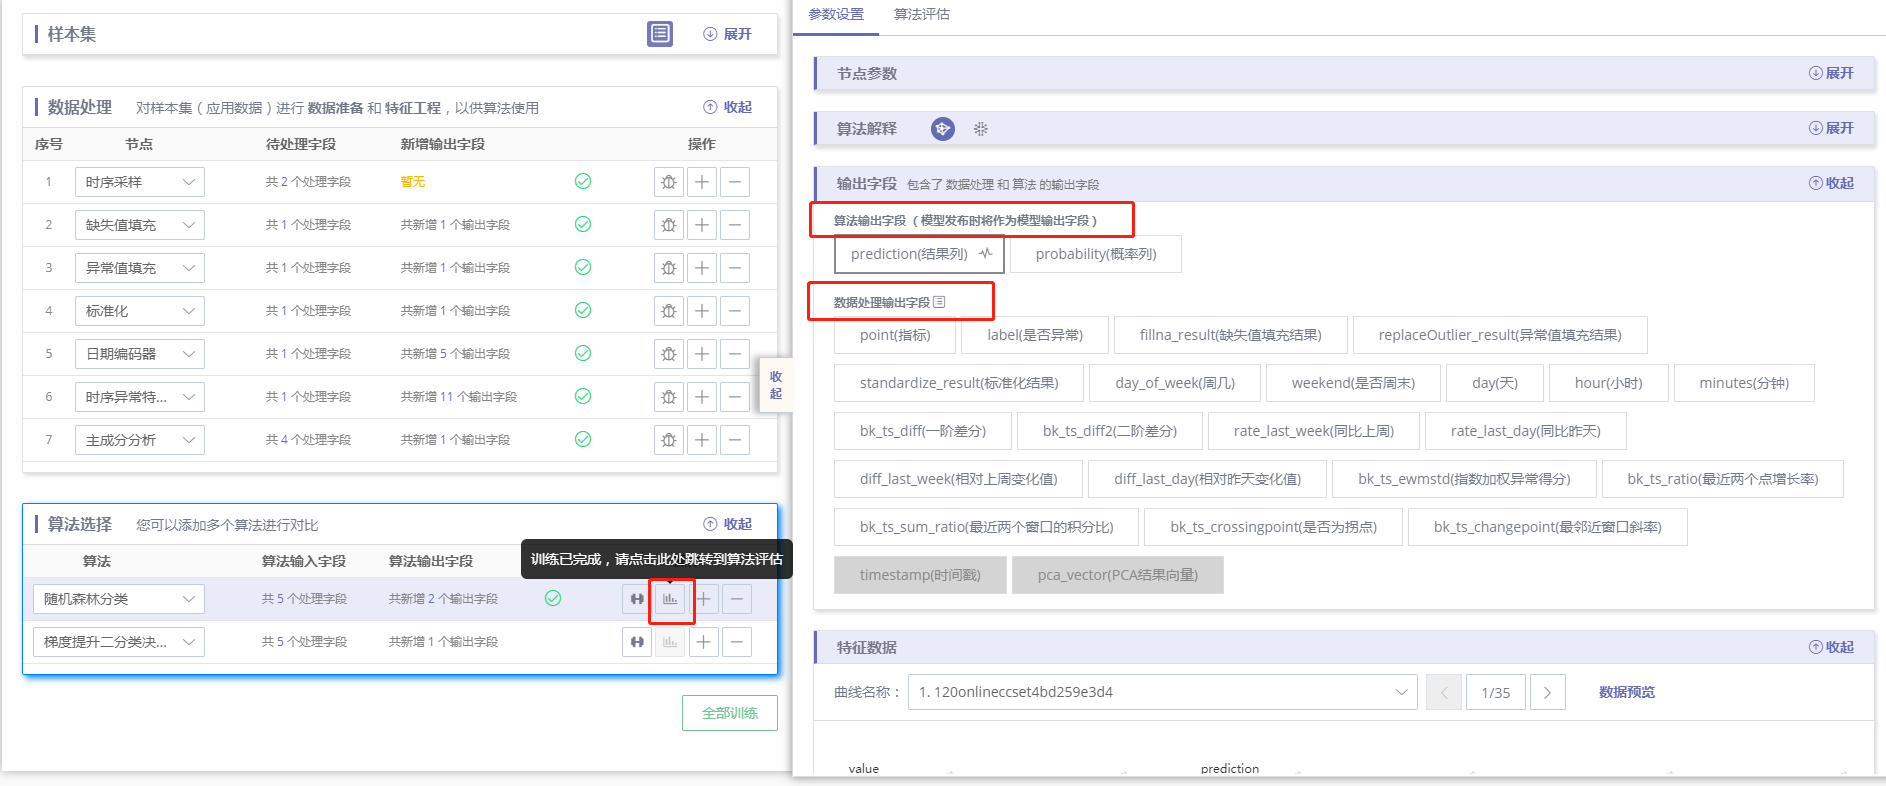 样本集
展开
数据处理 对样本集（应用数据）进行 数据准备 和 特征工程，以供算法使用 收起
序号 节点 待处理字段 新增输出字段 操作
1 时序采样 共 2 个处理字段 暂无
2 缺失值填充 共 1 个处理字段 共新增 1 个输出字段
3 异常值填充 共 1 个处理字段 共新增 1 个输出字段
4 标准化 共 1 个处理字段 共新增 1 个输出字段
5 日期编码器 共 1 个处理字段 共新增 5 个输出字段
6 时序异常特... 共 1 个处理字段 共新增 11 个输出字段
7 主成分分析 共 4 个处理字段 共新增 1 个输出字段
收起
算法选择 您可以添加多个算法进行对比 收起
算法 算法输入字段 算法输出字段
训练已完成，请点击此处跳转到算法评估
随机森林分类 共 5 个处理字段 共新增 2 个输出字段
梯度提升二分类决... 共 5 个处理字段 共新增 1 个输出字段
全部训练
参数设置 算法评估
节点参数 展开
算法解释 展开
输出字段 包含了 数据处理 和 算法 的输出字段 收起
算法输出字段（模型发布时将作为模型输出字段）
prediction(结果列) probability(概率列)
数据处理输出字段
point(指标) label(是否异常) fillna_result(缺失值填充结果) replaceOutlier_result(异常值填充结果)
standardize_result(标准化结果) day_of_week(周几) weekend(是否周末) day(天) hour(小时) minutes(分钟)
bk_ts_diff(一阶差分) bk_ts_diff2(二阶差分) rate_last_week(同比上周) rate_last_day(同比昨天)
diff_last_week(相对上周变化值) diff_last_day(相对昨天变化值) bk_ts_ewmstd(指数加权异常得分) bk_ts_ratio(最近两个点增长率)
bk_ts_sum_ratio(最近两个窗口的积分比) bk_ts_crossingpoint(是否为拐点) bk_ts_changepoint(最邻近窗口斜率)
timestamp(时间戳) pca_vector(PCA结果向量)
特征数据 收起
曲线名称： 1. 120onlineccset4bd259e3d4 1/35 数据预览
value prediction